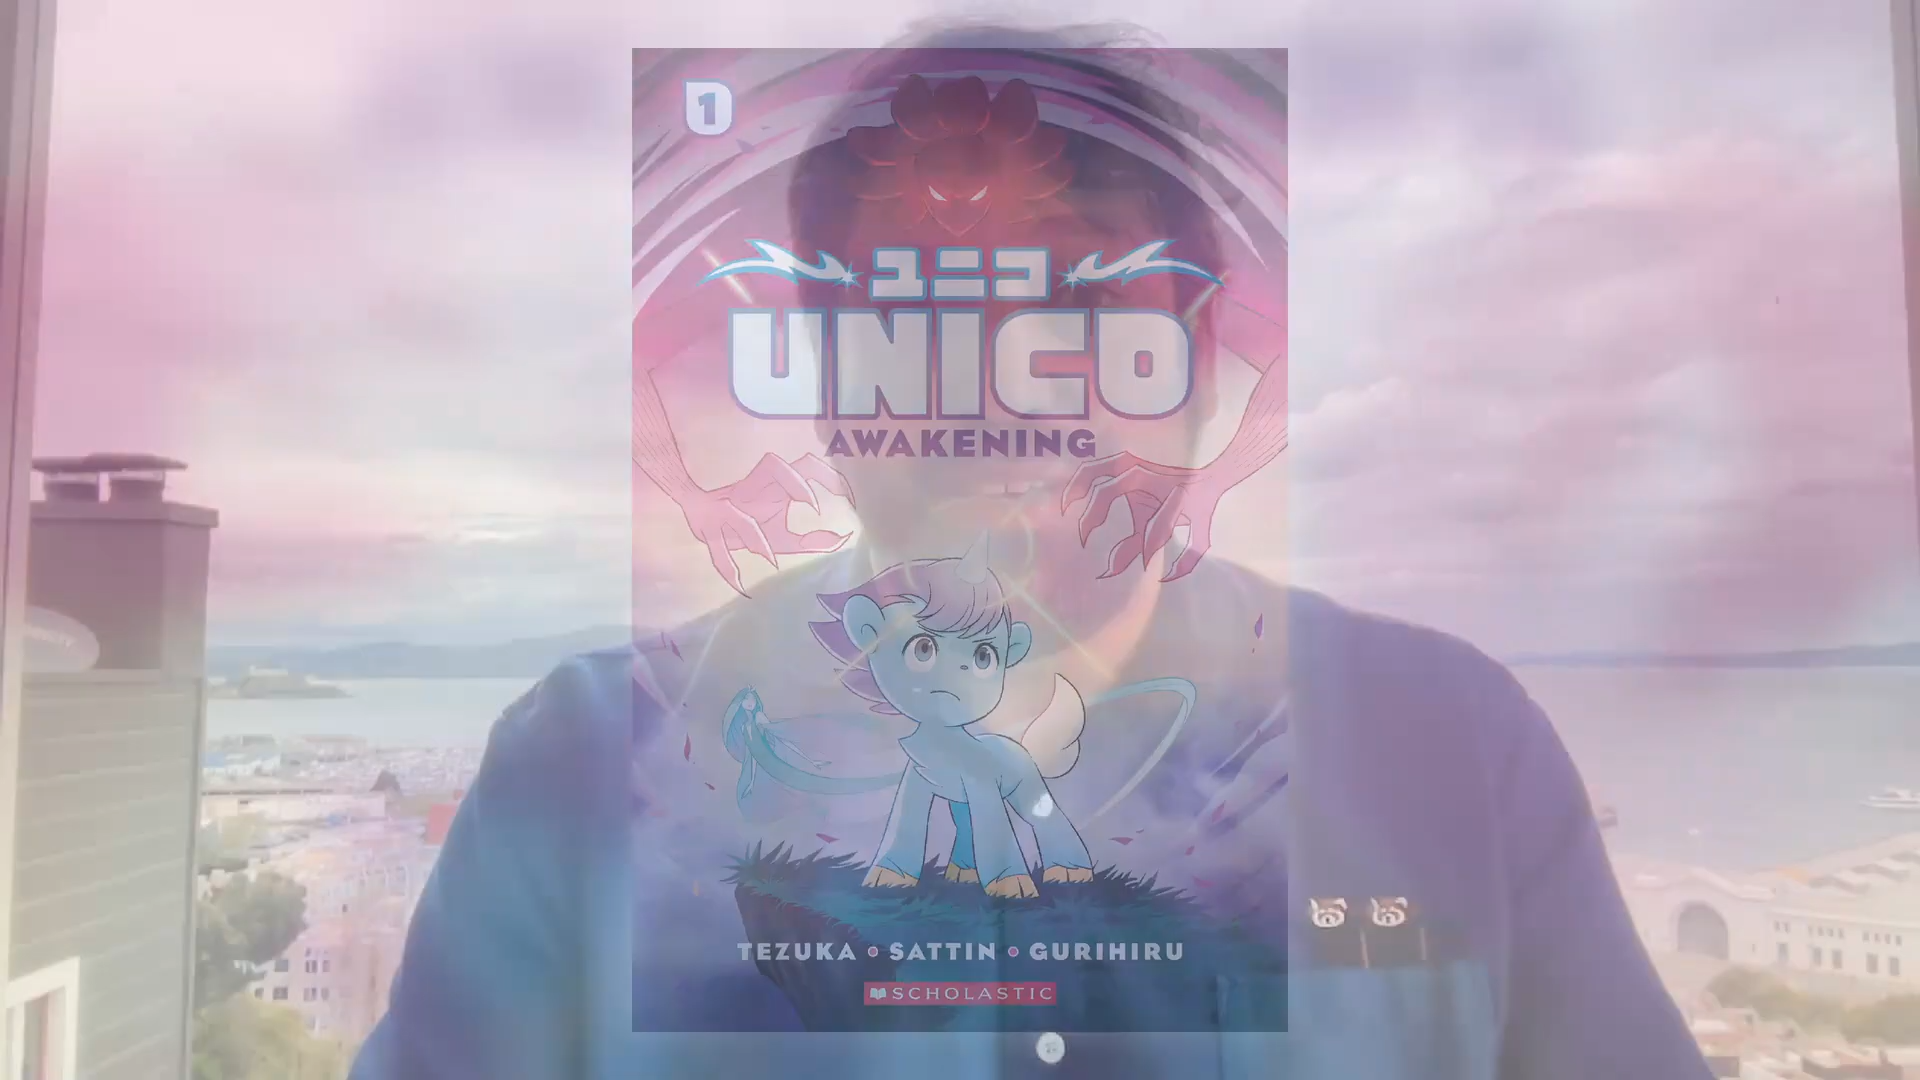 1
ユニコ
UNICO
AWAKENING
TEZUKA • SATTIN • GURIHIRU
SCHOLASTIC